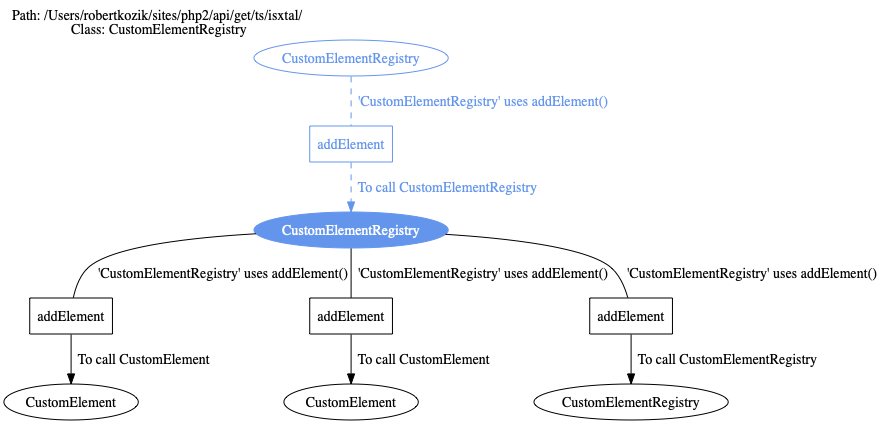 Path: /Users/robertkozik/sites/php2/api/get/ts/isxtal/
Class: CustomElementRegistry
CustomElementRegistry
'CustomElementRegistry' uses addElement()
addElement
To call CustomElementRegistry
CustomElementRegistry
'CustomElementRegistry' uses addElement()
'CustomElementRegistry' uses addElement()
'CustomElementRegistry' uses addElement()
addElement
addElement
addElement
To call CustomElement
To call CustomElement
To call CustomElementRegistry
CustomElement
CustomElement
CustomElementRegistry